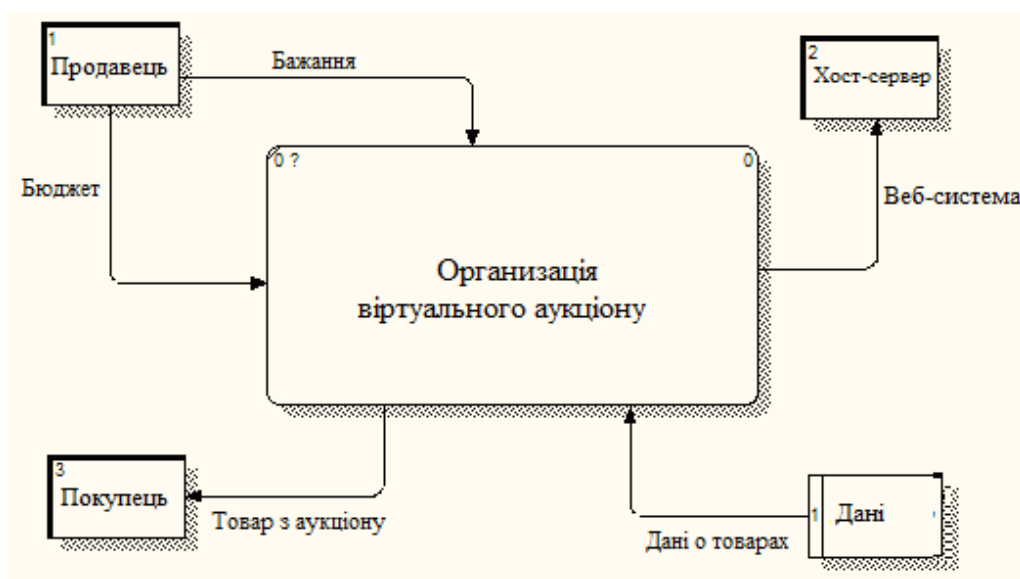 1
Продавець
Бажання
2
Хост-сервер
Бюджет
0 ?
0
Веб-система
Организація
віртуального аукціону
3
Покупець
Товар з аукціону
1
Дані
Дані о товарах